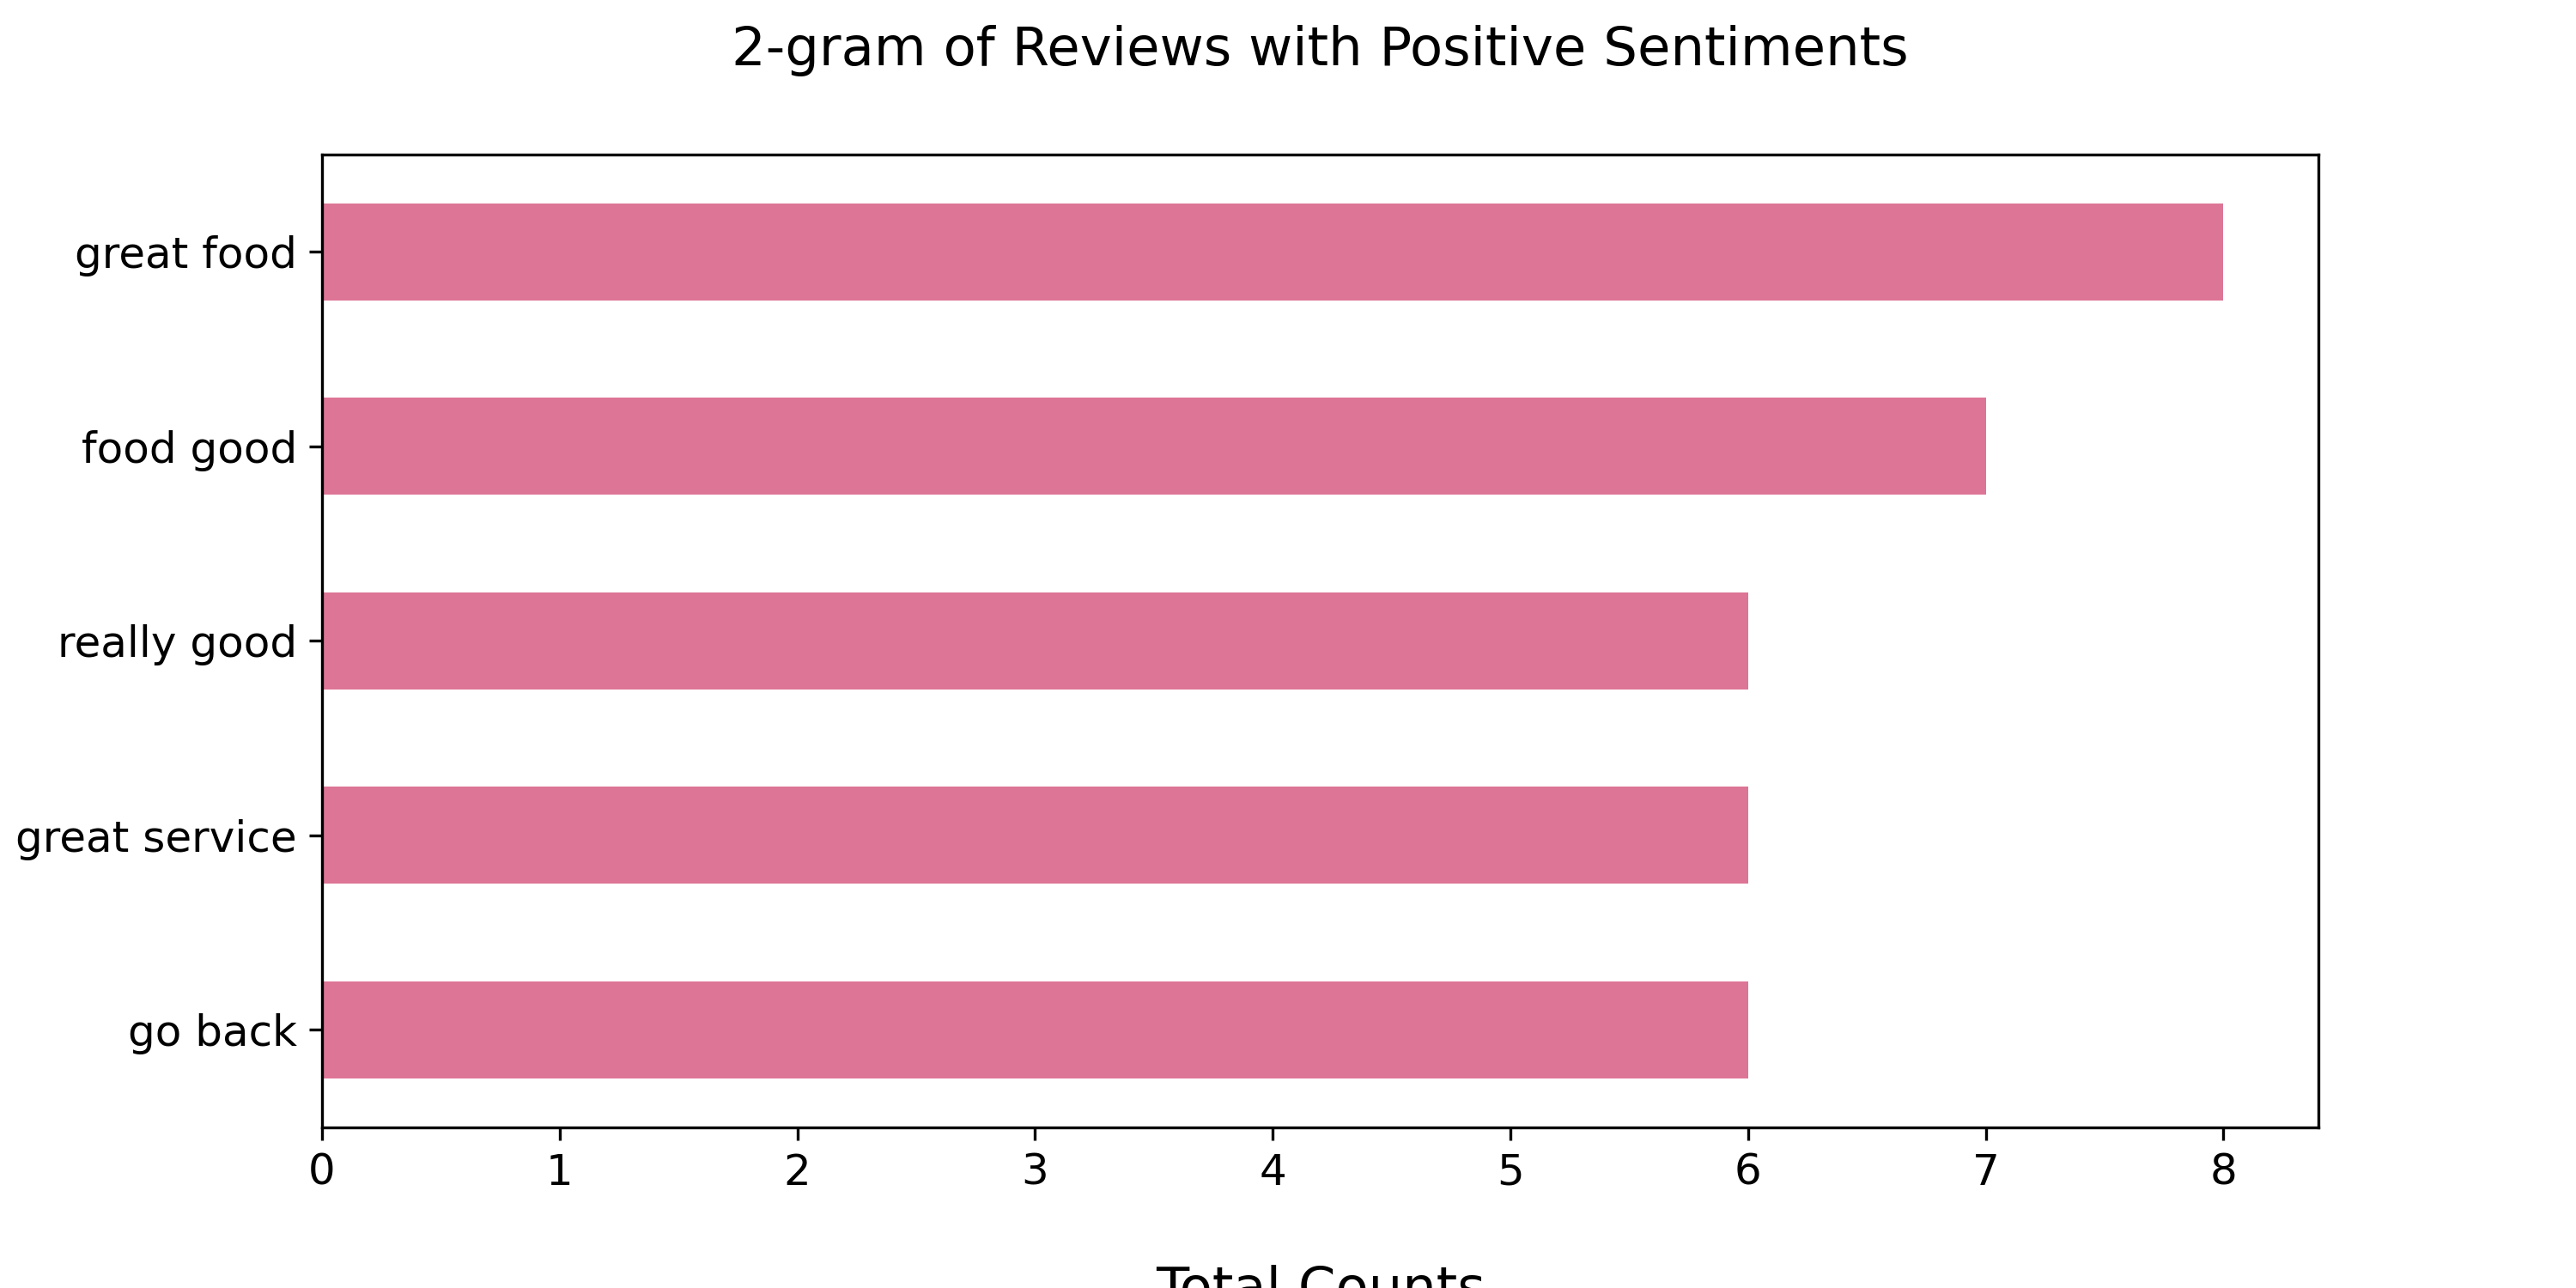 2-gram of Reviews with Positive Sentiments
great food
food good
really good
great service
go back
0 1 2 3 4 5 6 7 8
Total Counts